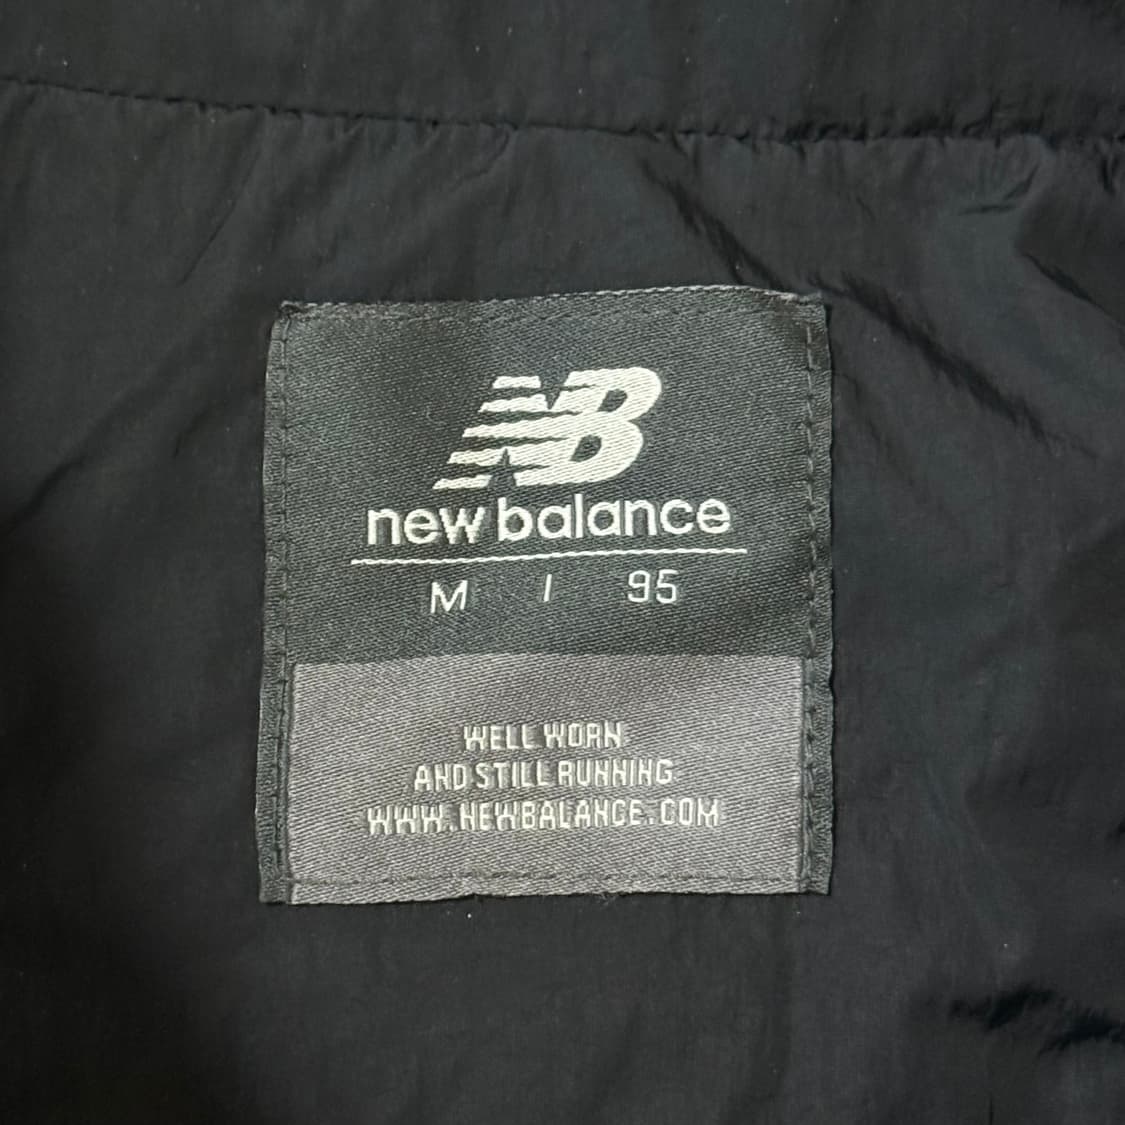 NB
new balance
M / 95
WELL WORN
AND STILL RUNNING
WWW.NEWBALANCE.COM